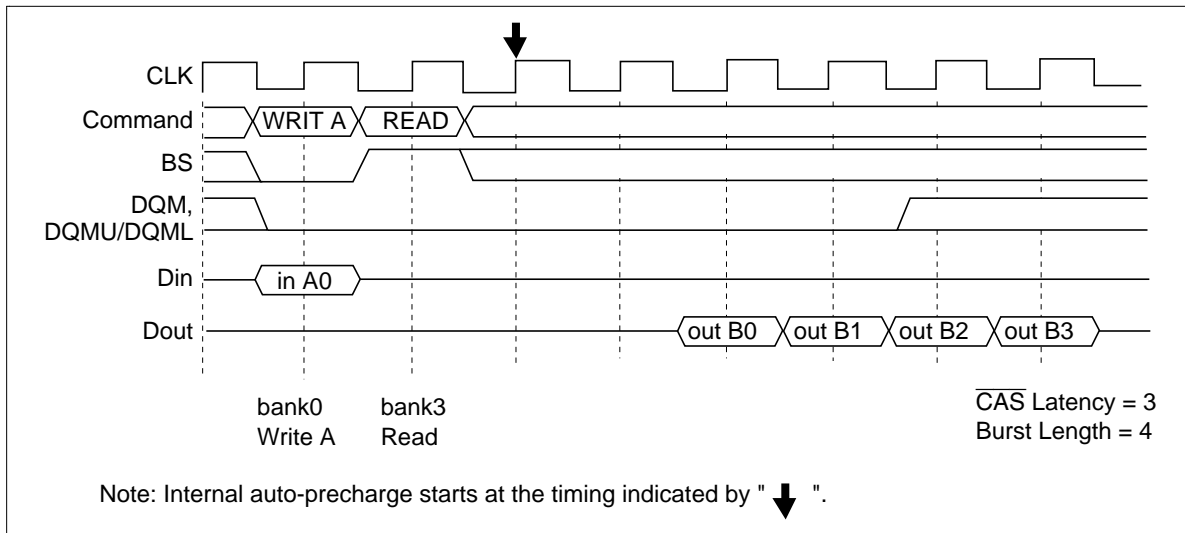 CLK
Command
WRIT A
READ
BS
DQM,
DQMU/DQML
Din
in A0
Dout
out B0
out B1
out B2
out B3
bank0
Write A
bank3
Read
CAS Latency = 3
Burst Length = 4
Note: Internal auto-precharge starts at the timing indicated by " ".